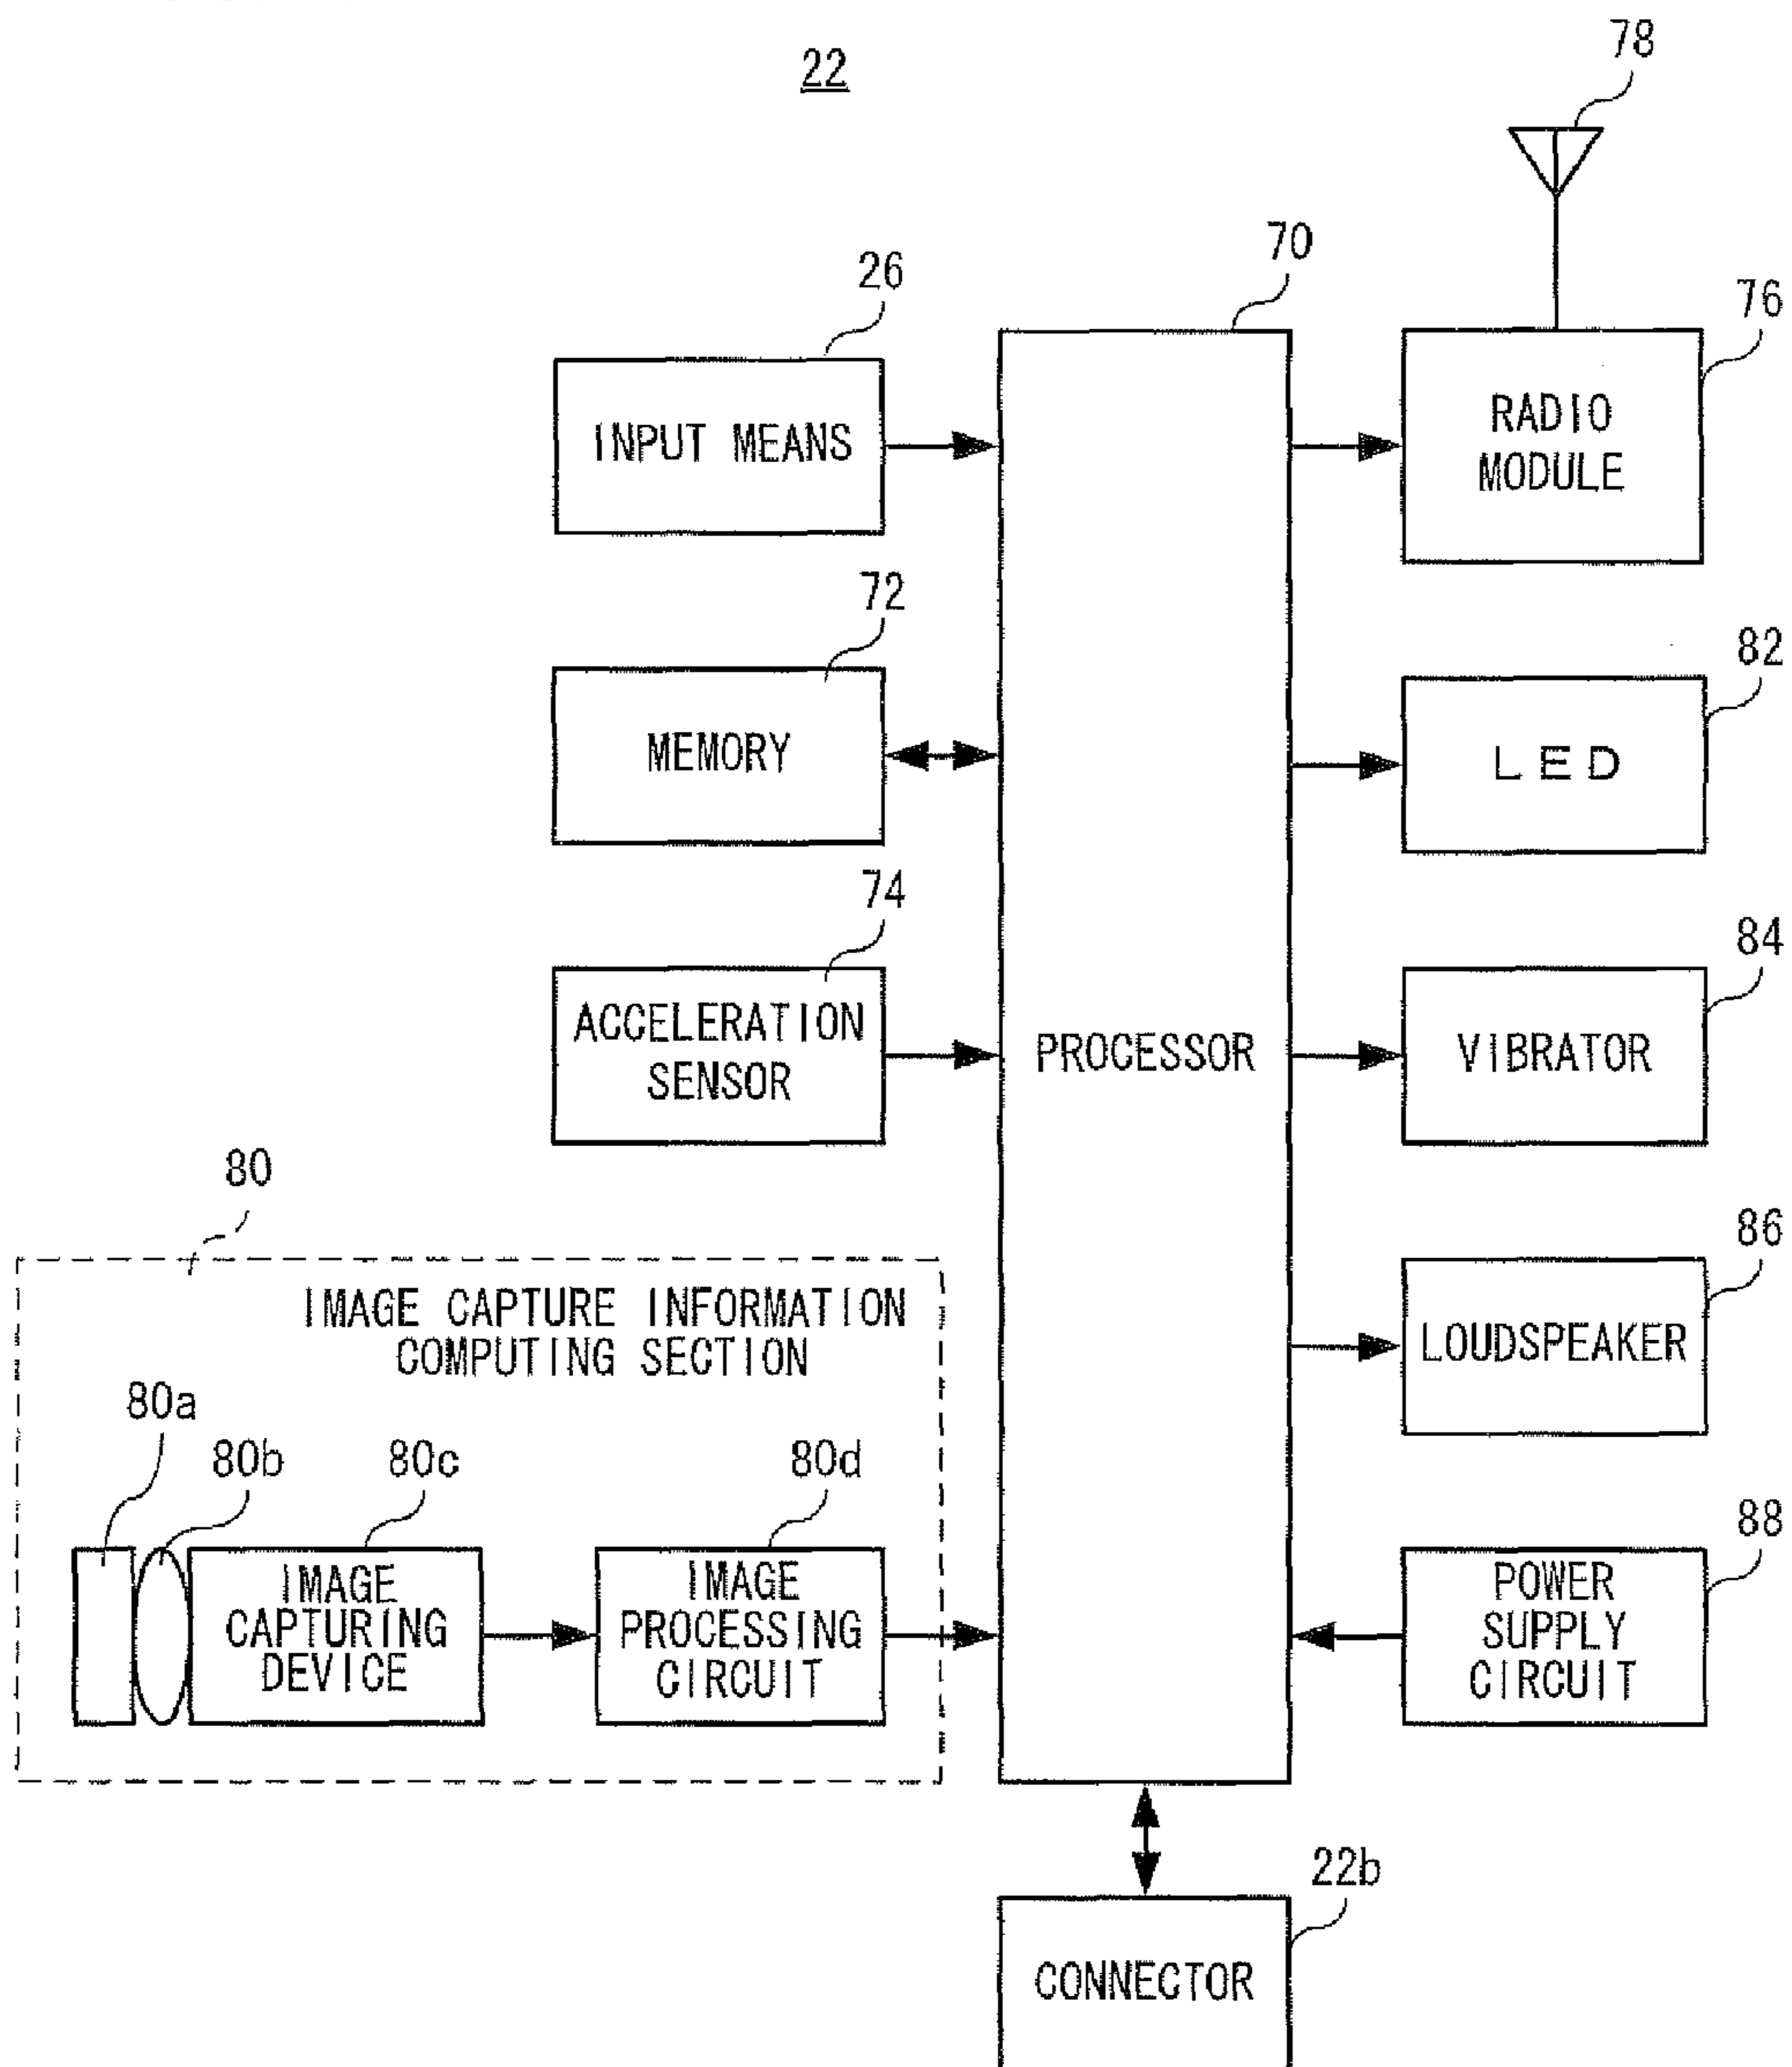 22
78
70
26
76
INPUT MEANS
RADIO
MODULE
72
82
MEMORY
LED
74
84
ACCELERATION
SENSOR
PROCESSOR
VIBRATOR
80
86
IMAGE CAPTURE INFORMATION
COMPUTING SECTION
LOUDSPEAKER
80a
80b
80c
80d
88
IMAGE
CAPTURING
DEVICE
IMAGE
PROCESSING
CIRCUIT
POWER
SUPPLY
CIRCUIT
22b
CONNECTOR